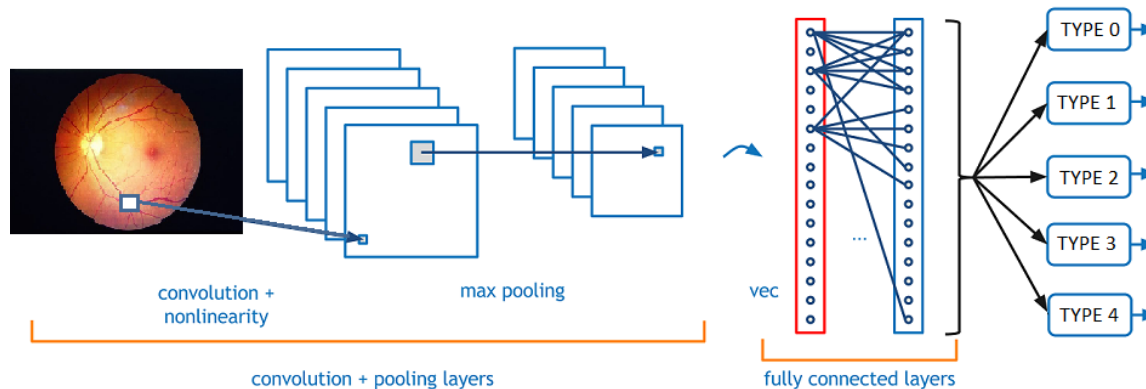 TYPE 0
TYPE 1
TYPE 2
TYPE 3
TYPE 4
...
convolution +
nonlinearity
max pooling
vec
convolution + pooling layers
fully connected layers